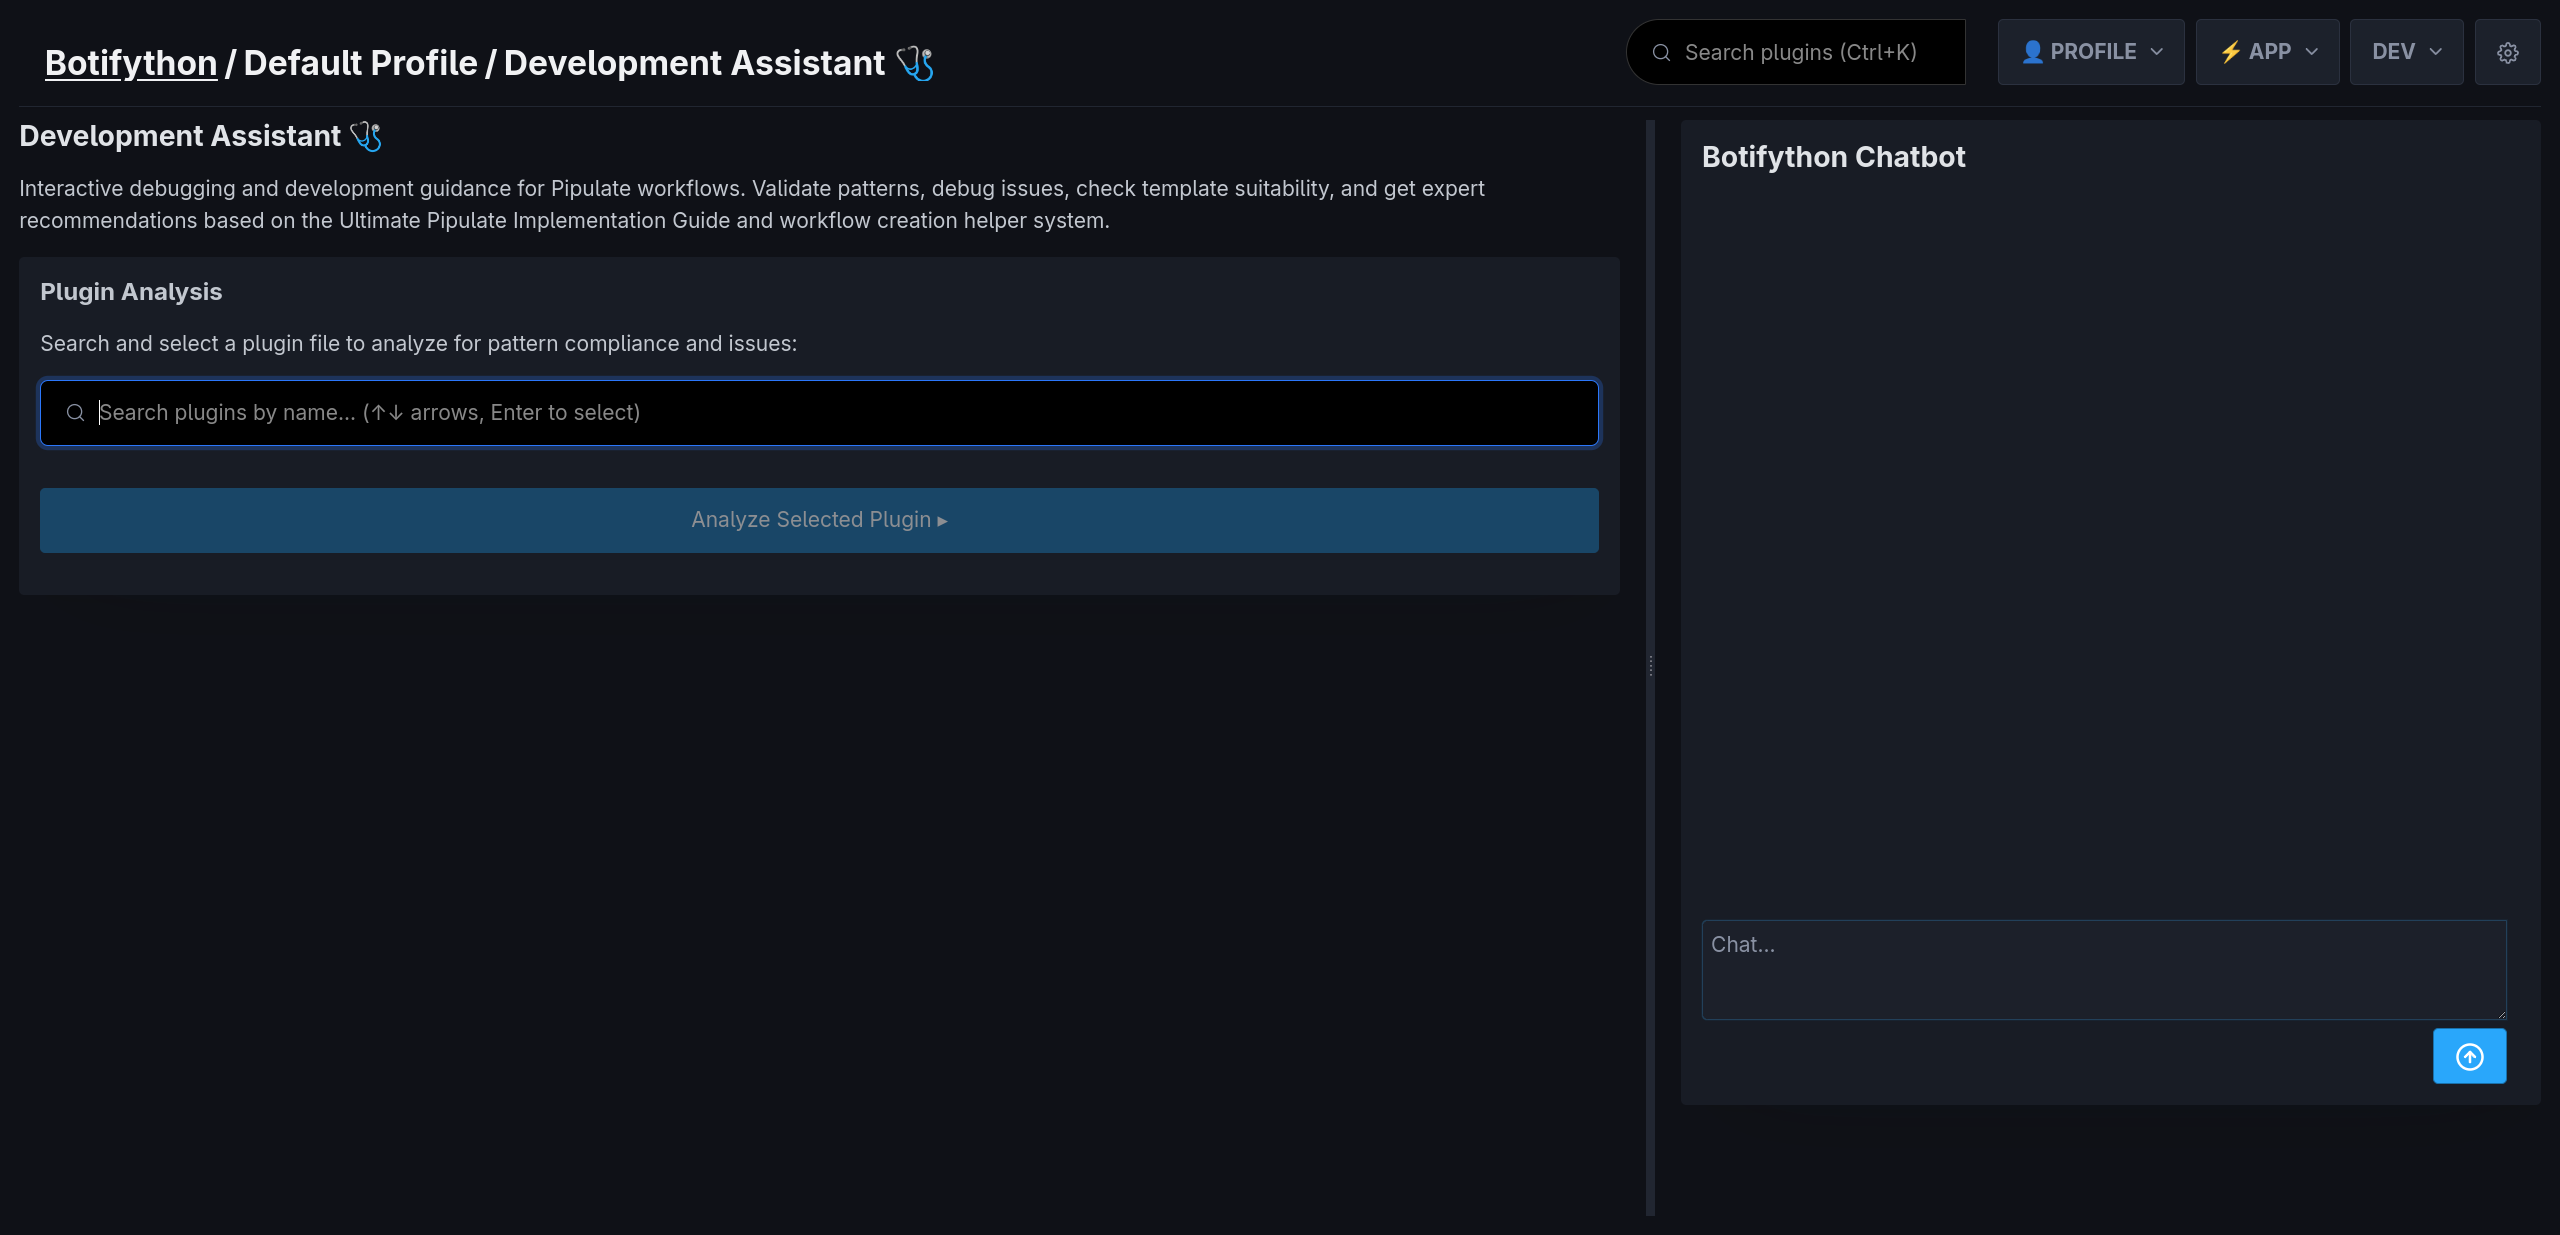 Botifython / Default Profile / Development Assistant 🩺
Search plugins (Ctrl+K)
👤 PROFILE
⚡ APP
DEV
Development Assistant 🩺
Interactive debugging and development guidance for Pipulate workflows. Validate patterns, debug issues, check template suitability, and get expert
recommendations based on the Ultimate Pipulate Implementation Guide and workflow creation helper system.
Plugin Analysis
Search and select a plugin file to analyze for pattern compliance and issues:
Search plugins by name... (↑↓ arrows, Enter to select)
Analyze Selected Plugin ▸
Botifython Chatbot
Chat...